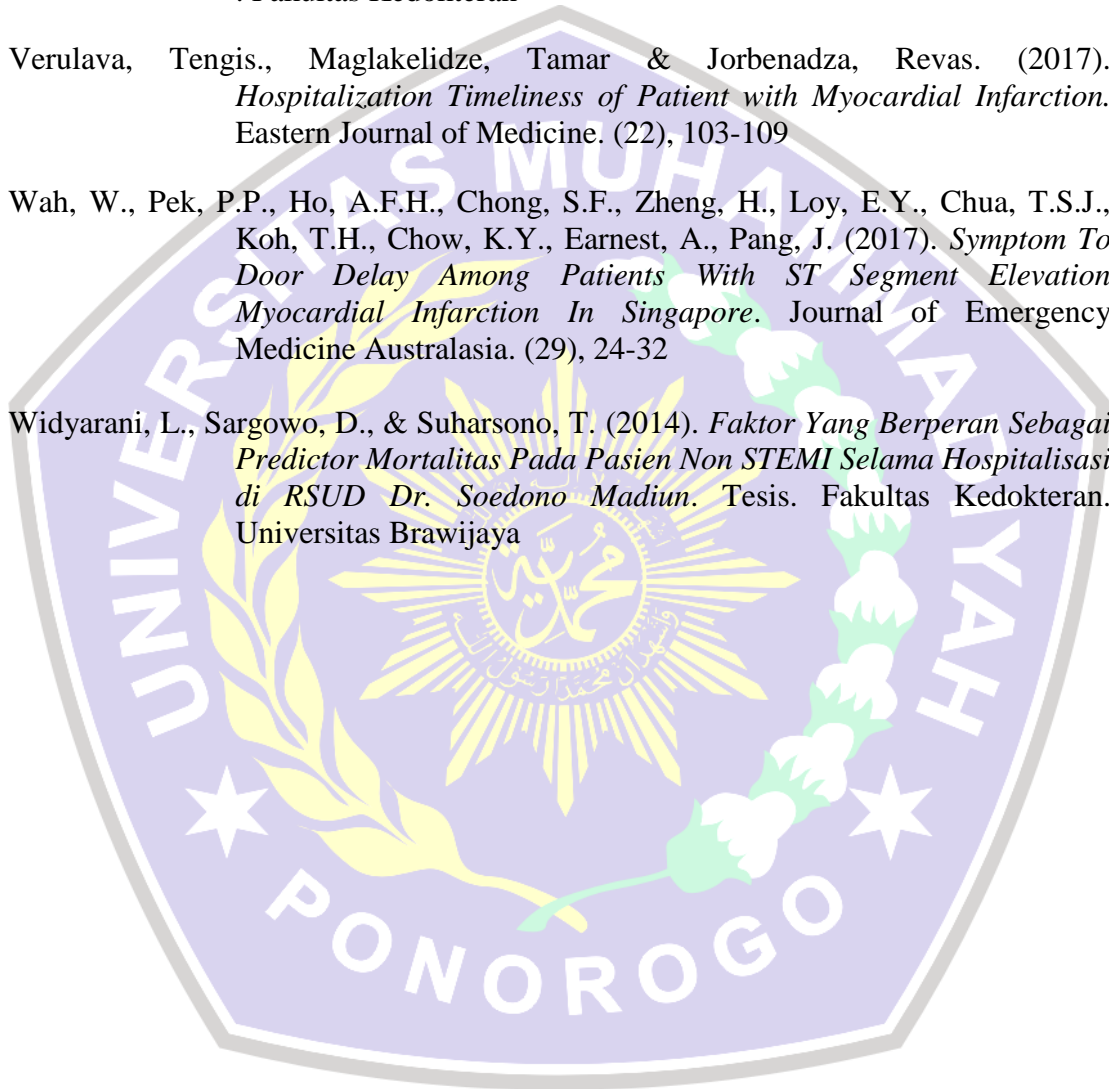 : Fakultas Kedokteran
Verulava, Tengis., Maglakelidze, Tamar & Jorbenadza, Revas. (2017).
Hospitalization Timeliness of Patient with Myocardial Infarction.
Eastern Journal of Medicine. (22), 103-109
Wah, W., Pek, P.P., Ho, A.F.H., Chong, S.F., Zheng, H., Loy, E.Y., Chua, T.S.J.,
Koh, T.H., Chow, K.Y., Earnest, A., Pang, J. (2017). Symptom To
Door Delay Among Patients With ST Segment Elevation
Myocardial Infarction In Singapore. Journal of Emergency
Medicine Australasia. (29), 24-32
Widyarani, L., Sargowo, D., & Suharsono, T. (2014). Faktor Yang Berperan Sebagai
Predictor Mortalitas Pada Pasien Non STEMI Selama Hospitalisasi
di RSUD Dr. Soedono Madiun. Tesis. Fakultas Kedokteran.
Universitas Brawijaya
UNIVERSITAS MUHAMMADIYAH
PONOROGO
محمدية